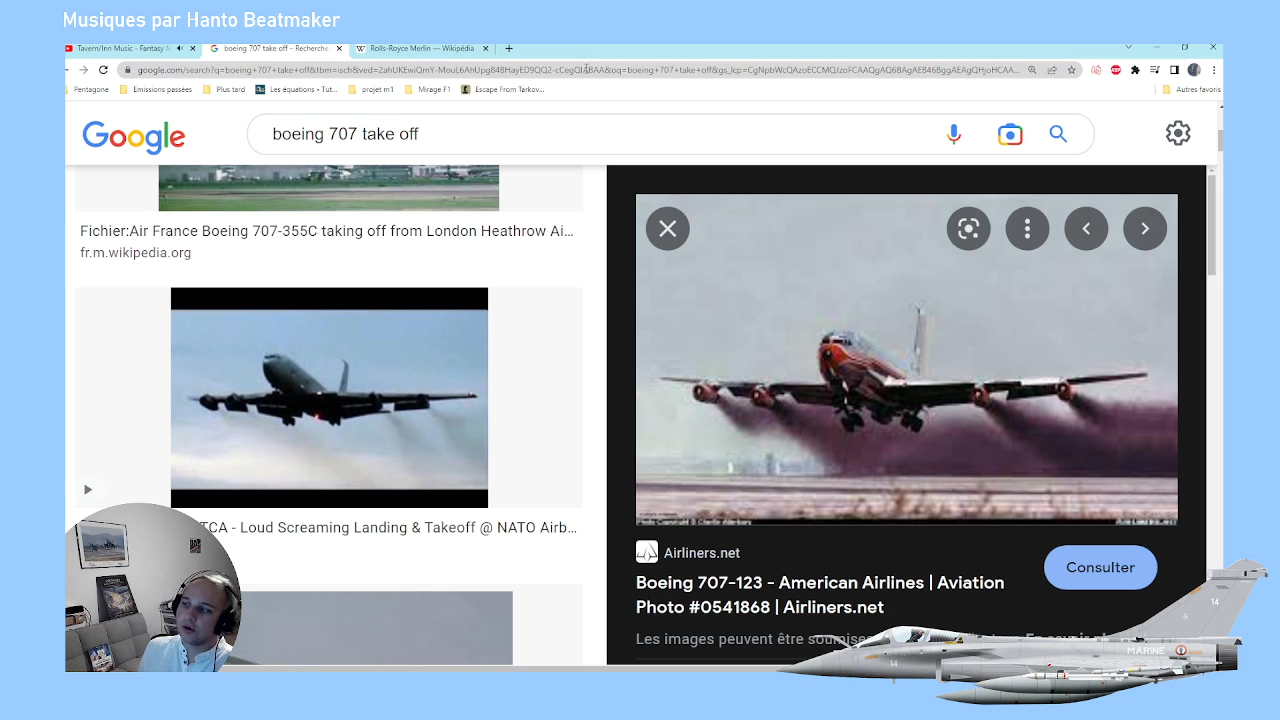 Musiques par Hanto Beatmaker
Tavern/Inn Music - Fantasy M
boeing 707 take off – Recherche
Rolls-Royce Merlin — Wikipédia
Pentagone
Emissions passées
Plus tard
Les équations • Tut...
projet m1
Mirage F1
Escape From Tarkov...
Autres favoris
Google
boeing 707 take off
Fichier:Air France Boeing 707-355C taking off from London Heathrow Ai...
fr.m.wikipedia.org
TCA - Loud Screaming Landing & Takeoff @ NATO Airb...
Airliners.net
Boeing 707-123 - American Airlines | Aviation
Photo #0541868 | Airliners.net
Consulter
Les images peuvent être soumises
14
MARINE
14